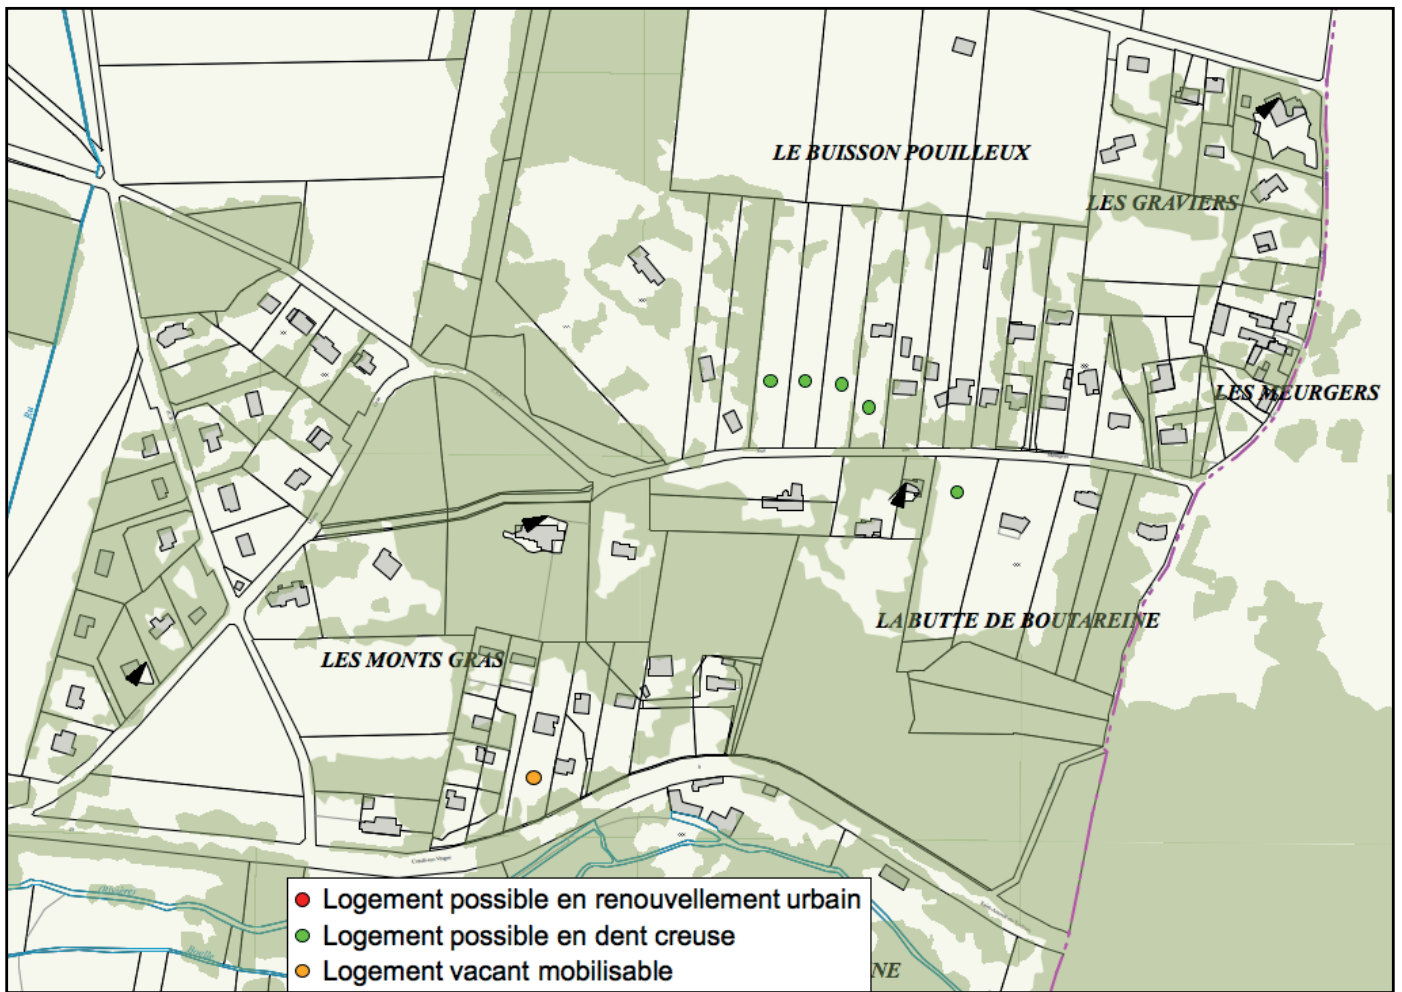 LE BUISSON POUILLEUX
LES GRAVIERS
LES MEURGERS
LA BUTTE DE BOUTAREINE
LES MONTS GRAS
Logement possible en renouvellement urbain
Logement possible en dent creuse
Logement vacant mobilisable
NE